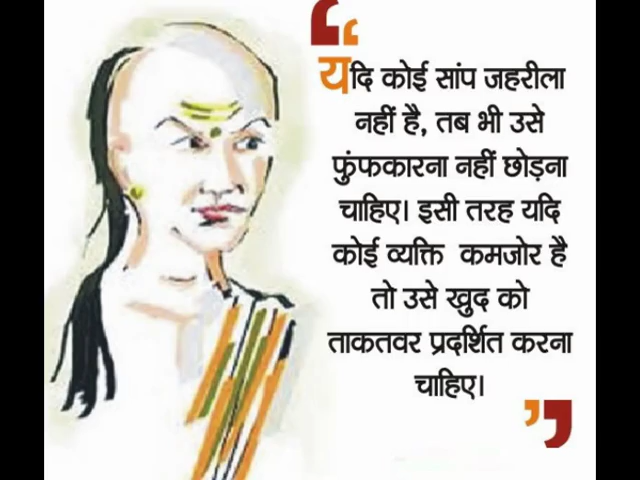 यदि कोई सांप जहरीला
नहीं है, तब भी उसे
फुंफकारना नहीं छोड़ना
चाहिए। इसी तरह यदि
कोई व्यक्ति कमजोर है
तो उसे खुद को
ताकतवर प्रदर्शित करना
चाहिए।